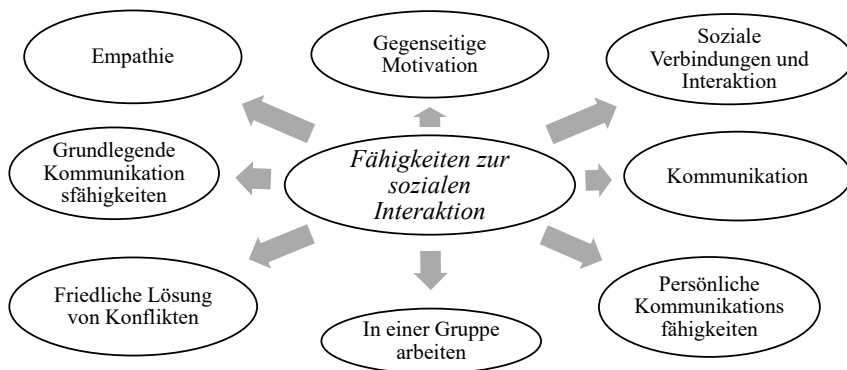 Empathie
Gegenseitige
Motivation
Soziale
Verbindungen und
Interaktion
Grundlegende
Kommunikation
sfähigkeiten
Fähigkeiten zur
sozialen
Interaktion
Kommunikation
Friedliche Lösung
von Konflikten
In einer Gruppe
arbeiten
Persönliche
Kommunikations
fähigkeiten